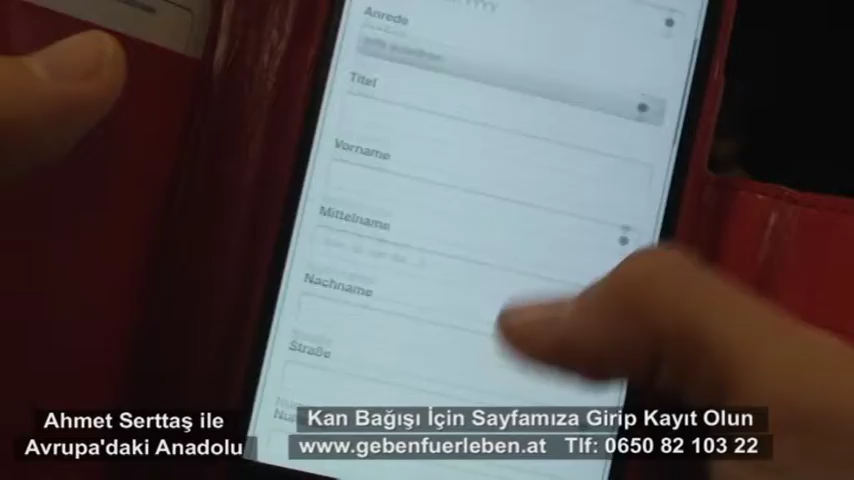 Anrede
Titel
Vorname
Mittelname
Nachname
Straße
Ahmet Serttaş ile
Avrupa'daki Anadolu
Kan Bağışı İçin Sayfamıza Girip Kayıt Olun
www.gebenfuerleben.at Tlf: 0650 82 103 22